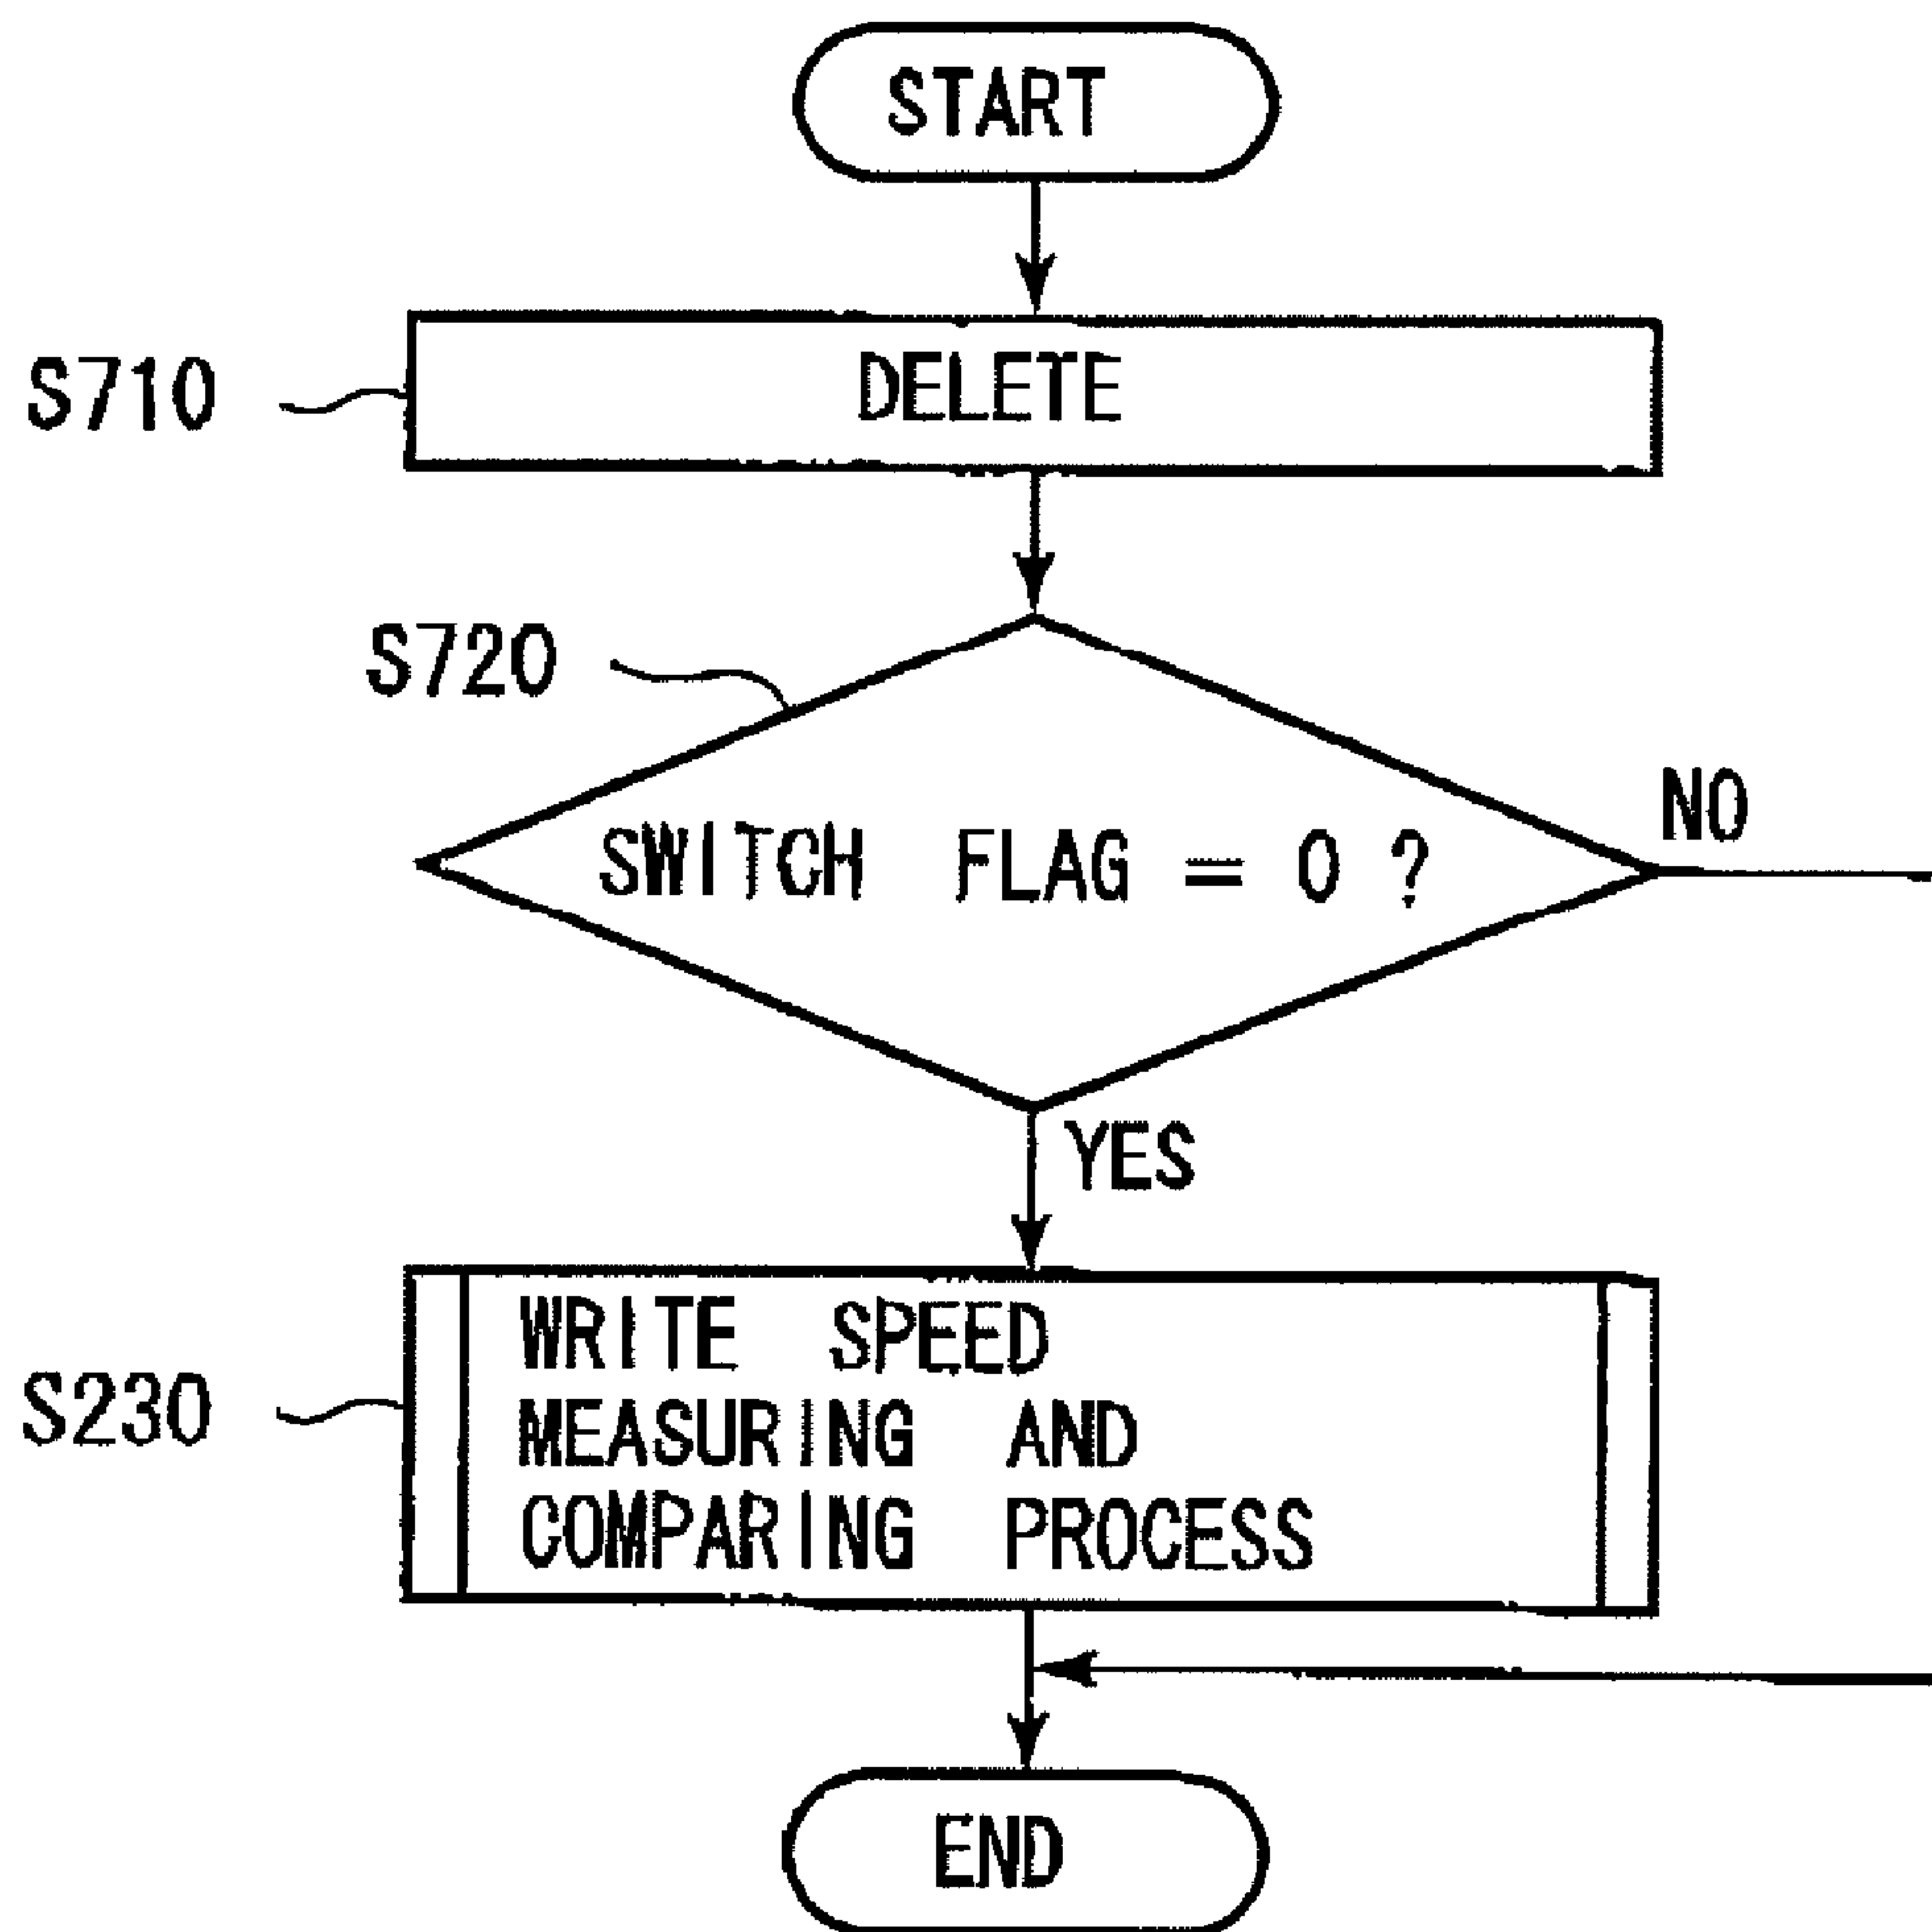 START
S710
DELETE
S720
NO
SWITCH FLAG = 0 ?
YES
S230
WRITE SPEED
MEASURING AND
COMPARING PROCESS
END